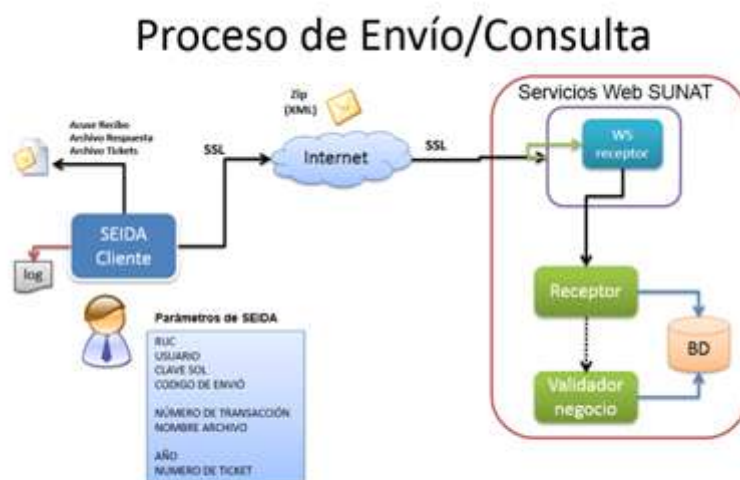 Proceso de Envío/Consulta
Zip
(XML)
Servicios Web SUNAT
Acuse Recibo
Archivo Respuesta
Archivo Tickets
SSL
Internet
SSL
WS
receptor
SEIDA
Cliente
log
Receptor
BD
Validador
negocio
Parámetros de SEIDA
RUC
USUARIO
CLAVE SOL
CODIGO DE ENVIÓ
NÚMERO DE TRANSACCIÓN
NOMBRE ARCHIVO
AÑO
NUMERO DE TICKET